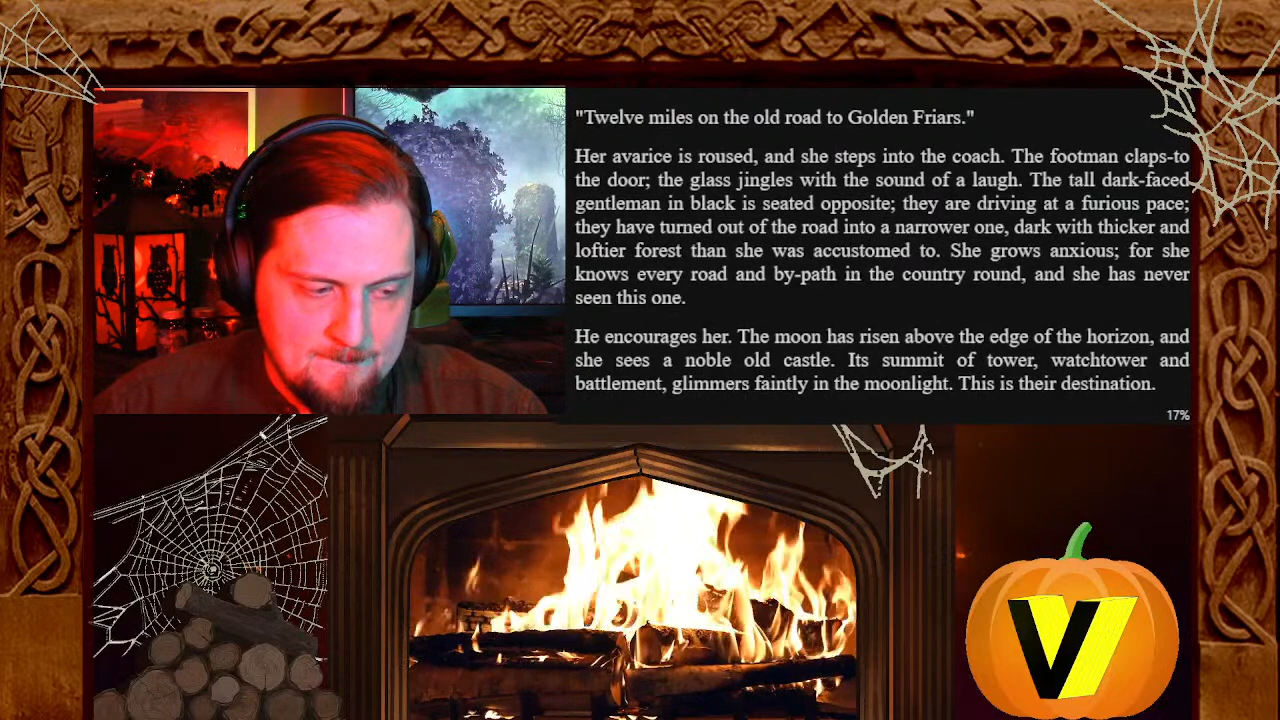 "Twelve miles on the old road to Golden Friars."
Her avarice is roused, and she steps into the coach. The footman claps-to
the door; the glass jingles with the sound of a laugh. The tall dark-faced
gentleman in black is seated opposite; they are driving at a furious pace;
they have turned out of the road into a narrower one, dark with thicker and
loftier forest than she was accustomed to. She grows anxious; for she
knows every road and by-path in the country round, and she has never
seen this one.
He encourages her. The moon has risen above the edge of the horizon, and
she sees a noble old castle. Its summit of tower, watchtower and
battlement, glimmers faintly in the moonlight. This is their destination.
17%
V